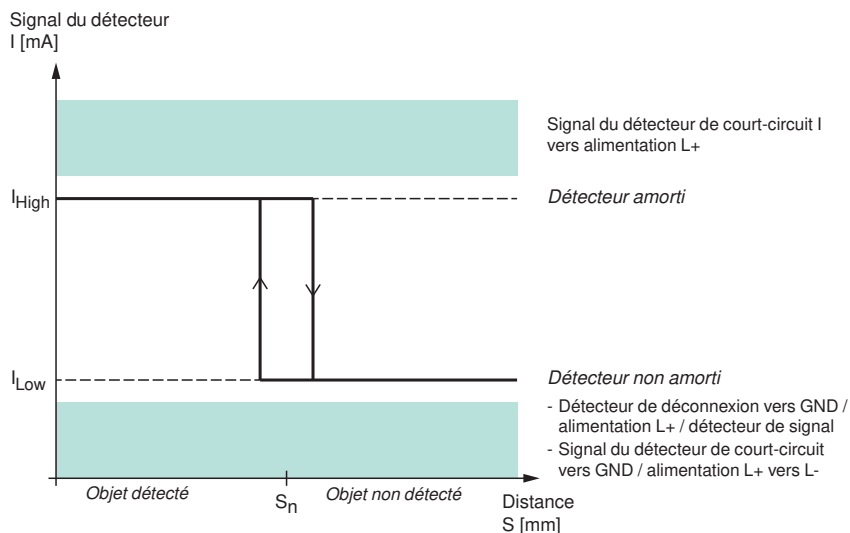 Signal du détecteur
I [mA]
Signal du détecteur de court-circuit I
vers alimentation L+
IHigh
Détecteur amorti
ILow
Détecteur non amorti
- Détecteur de déconnexion vers GND /
alimentation L+ / détecteur de signal
- Signal du détecteur de court-circuit
vers GND / alimentation L+ vers L-
Objet détecté
Sn
Objet non détecté
Distance
S [mm]